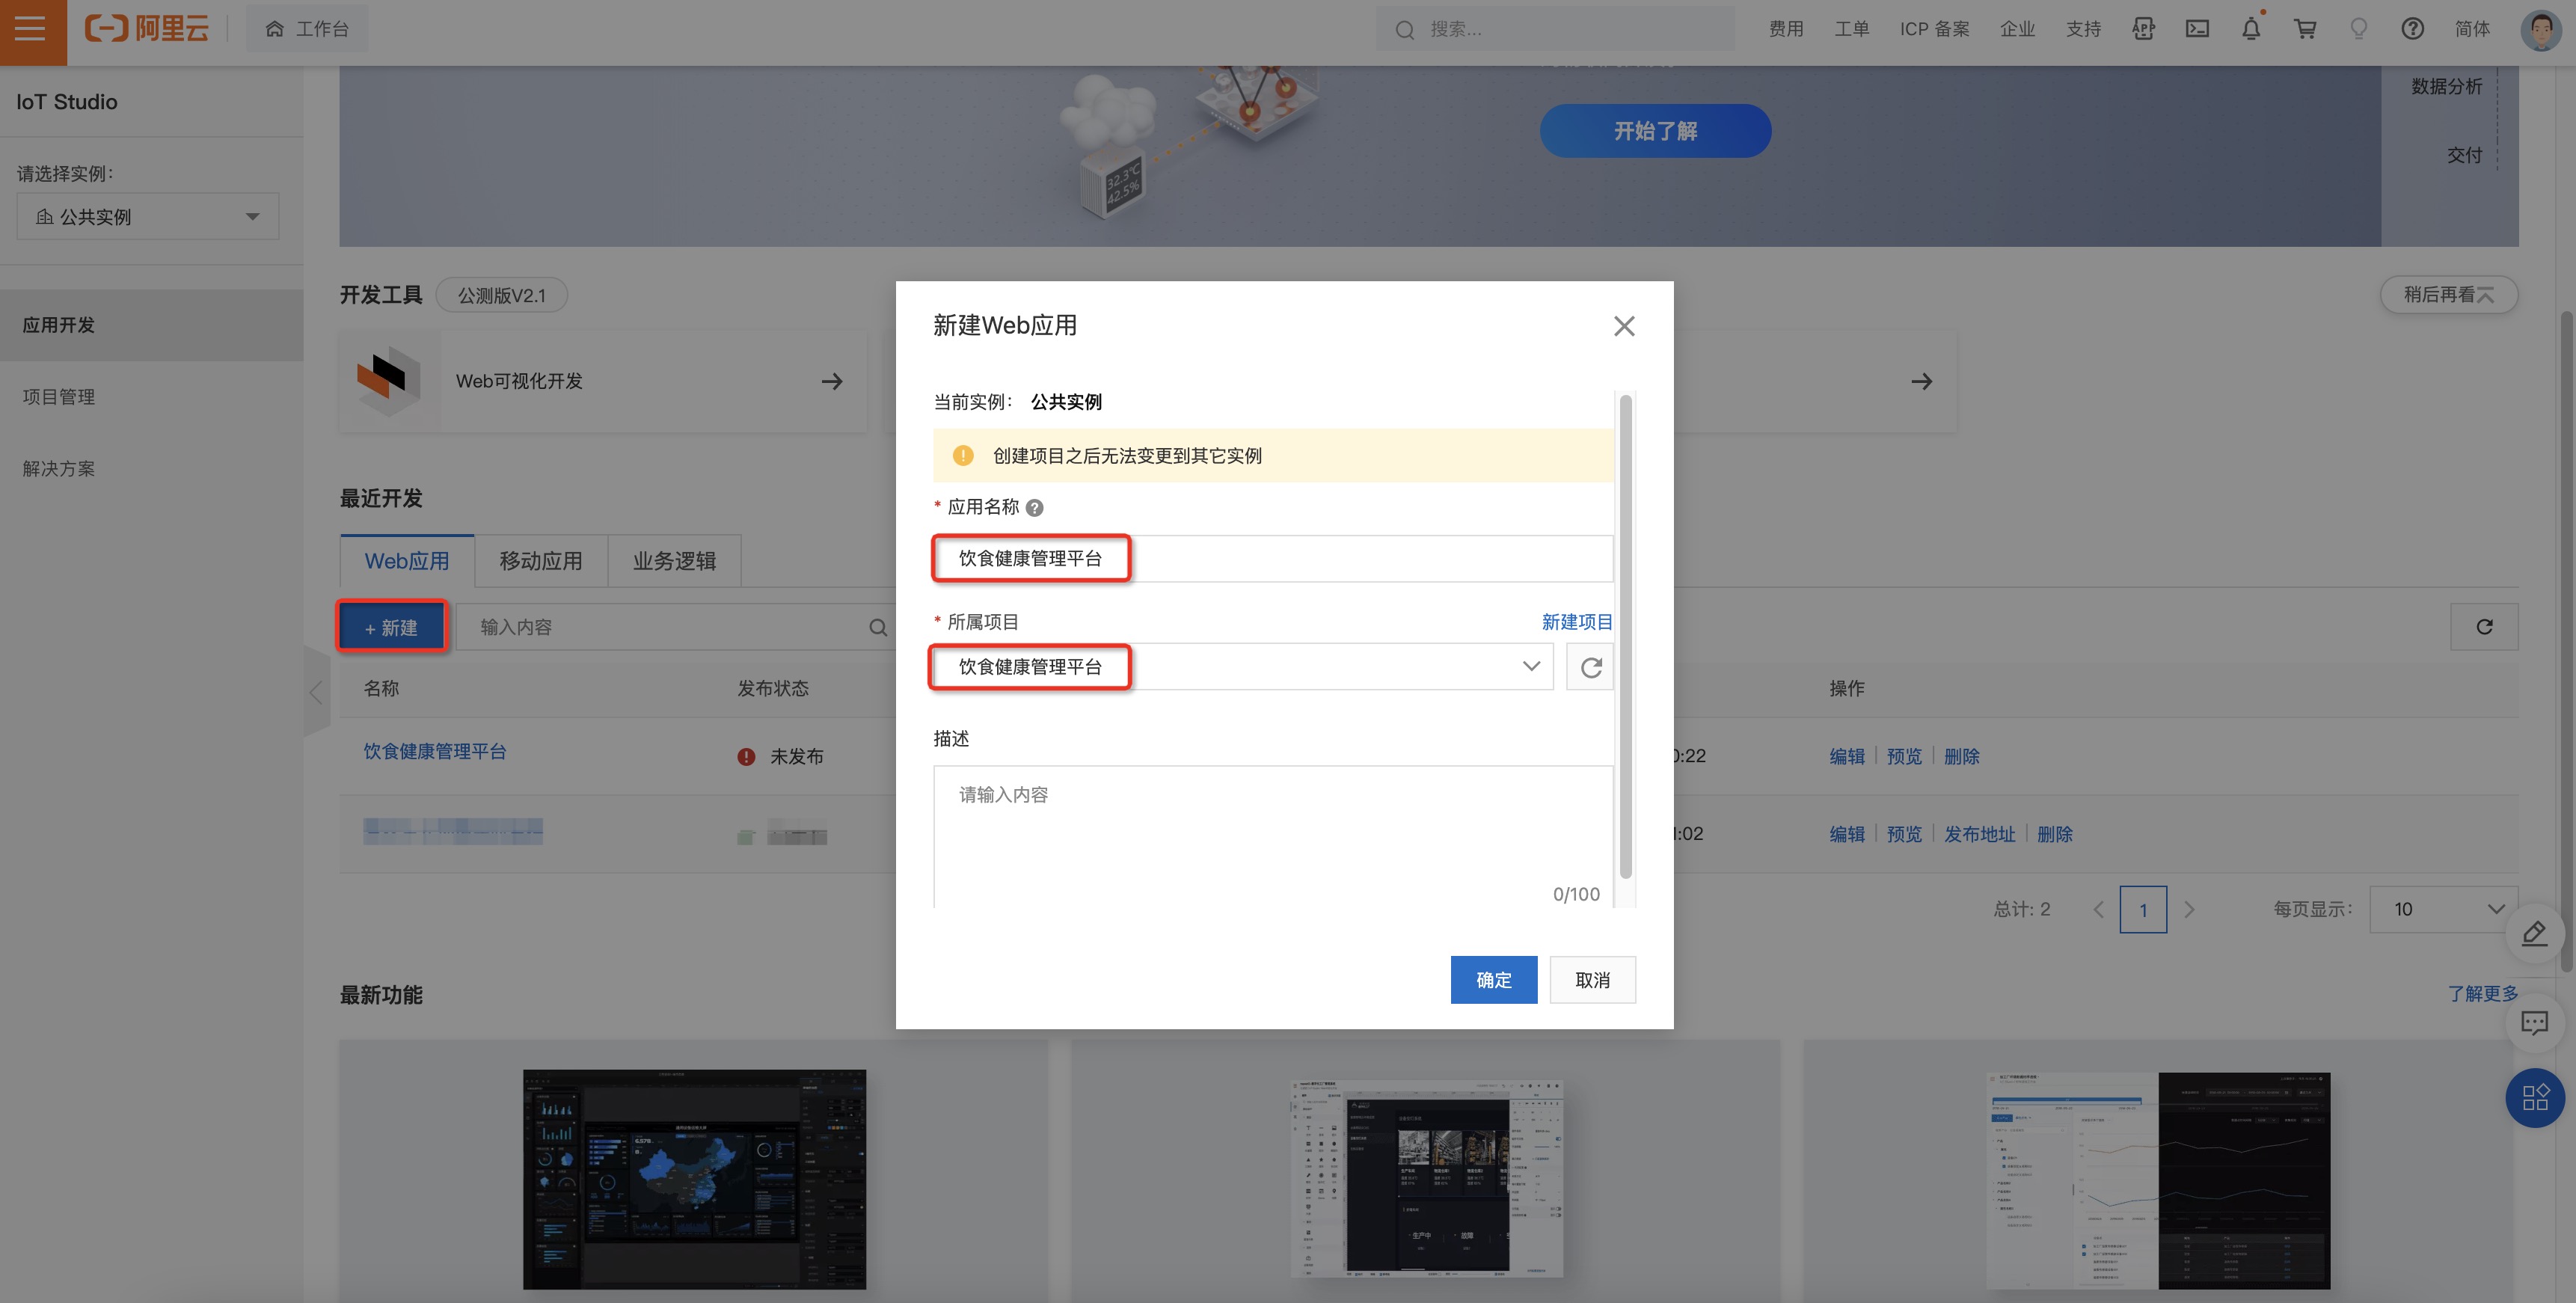 阿里云
工作台
搜索...
费用
工单
ICP 备案
企业
支持
APP
简体
IoT Studio
请选择实例：
公共实例
应用开发
项目管理
解决方案
32.3℃
42.5%
开始了解
数据分析
交付
开发工具
公测版V2.1
稍后再看
Web可视化开发
最近开发
Web应用
移动应用
业务逻辑
+ 新建
输入内容
名称
发布状态
操作
饮食健康管理平台
未发布
0:22
编辑
预览
删除
1:02
编辑
预览
发布地址
删除
总计: 2
1
每页显示：
10
最新功能
了解更多
新建Web应用
当前实例：
公共实例
创建项目之后无法变更到其它实例
* 应用名称
饮食健康管理平台
* 所属项目
新建项目
饮食健康管理平台
描述
请输入内容
0/100
确定
取消
生产中
故障